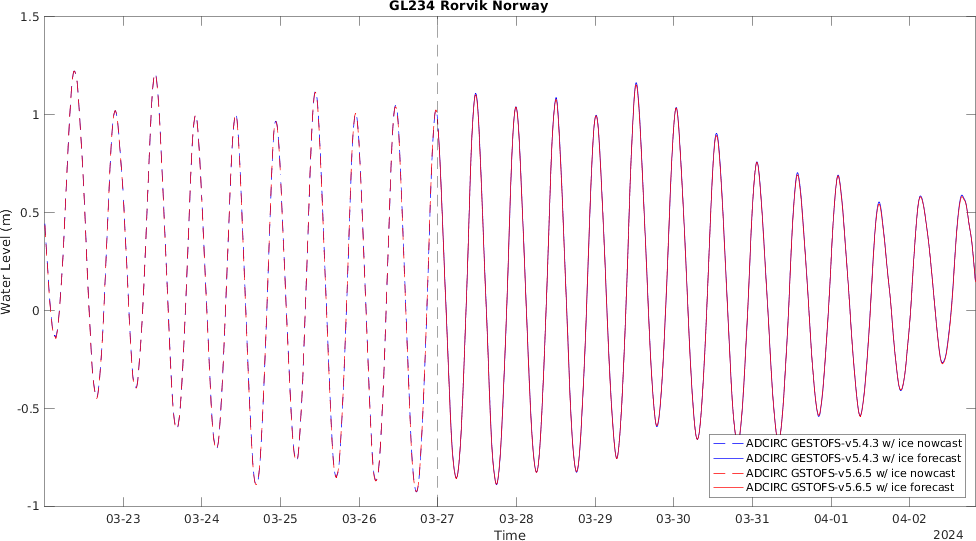 GL234 Rorvik Norway
1.5
1
0.5
0
-0.5
-1
Water Level (m)
03-23 03-24 03-25 03-26 03-27 03-28 03-29 03-30 03-31 04-01 04-02
Time
2024
ADCIRC GESTOFS-v5.4.3 w/ ice nowcast
ADCIRC GESTOFS-v5.4.3 w/ ice forecast
ADCIRC GSTOFS-v5.6.5 w/ ice nowcast
ADCIRC GSTOFS-v5.6.5 w/ ice forecast